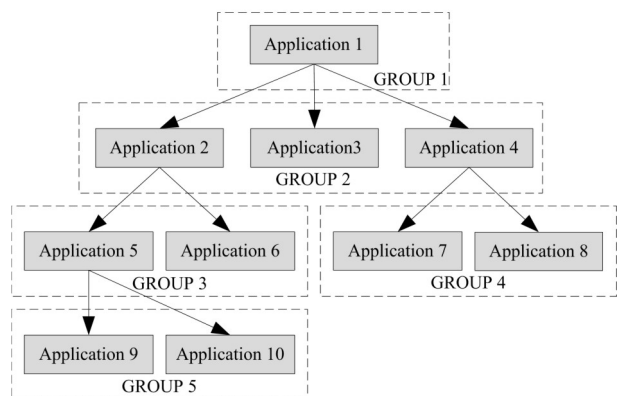 Application 1
GROUP 1
Application 2
Application3
Application 4
GROUP 2
Application 5
Application 6
GROUP 3
Application 7
Application 8
GROUP 4
Application 9
Application 10
GROUP 5